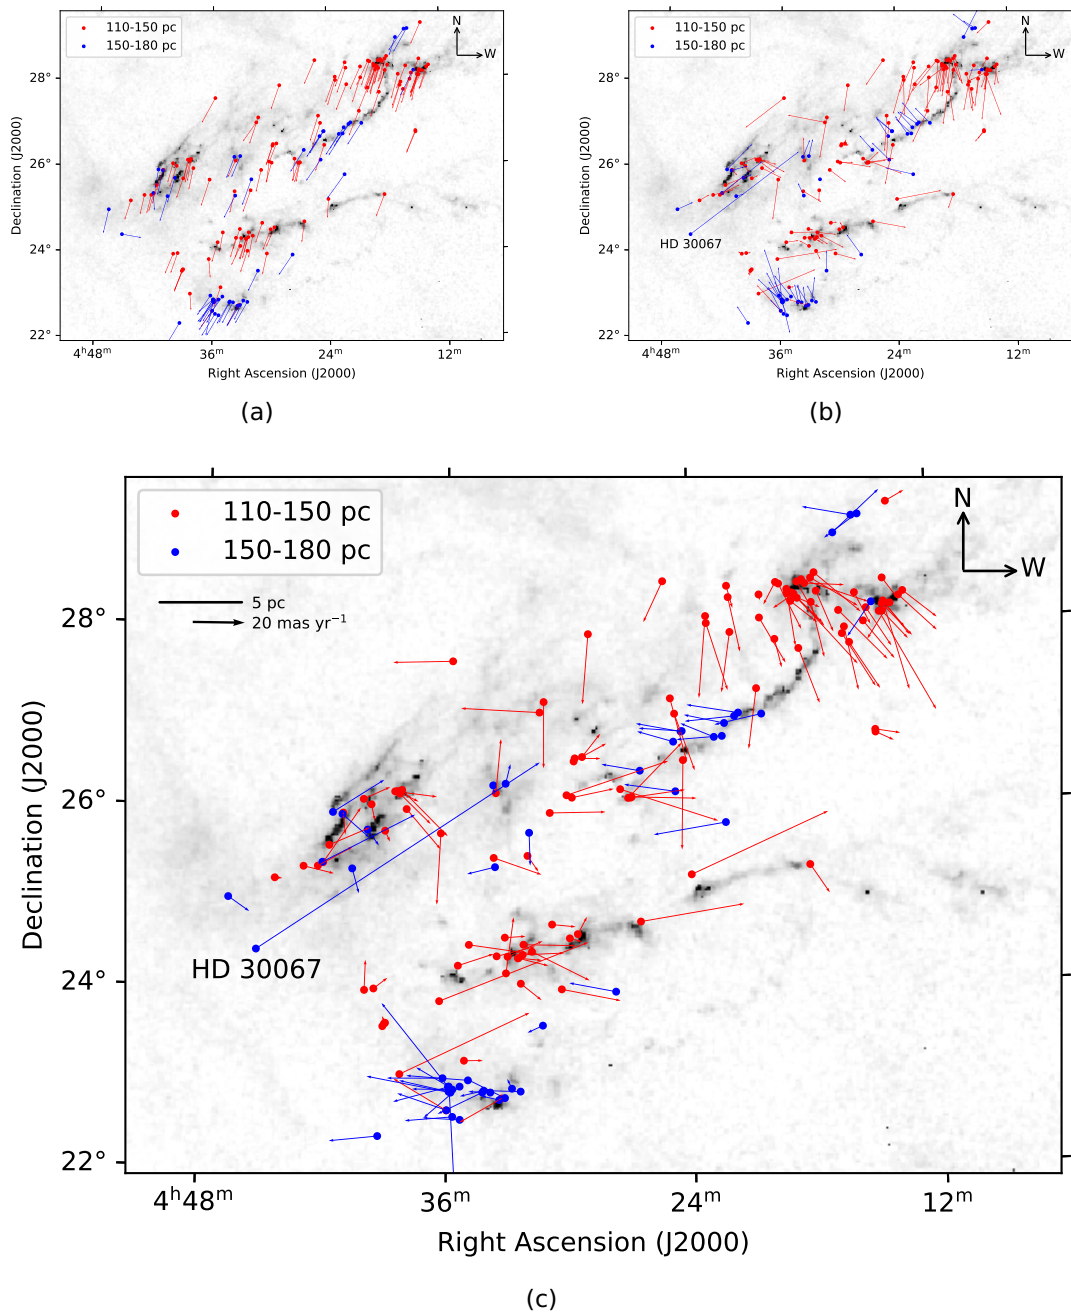 110-150 pc
150-180 pc
N
W
28°
26°
24°
22°
Declination (J2000)
4ʰ48ᵐ
36ᵐ
24ᵐ
12ᵐ
Right Ascension (J2000)
(a)
110-150 pc
150-180 pc
N
W
28°
26°
24°
22°
Declination (J2000)
HD 30067
4ʰ48ᵐ
36ᵐ
24ᵐ
12ᵐ
Right Ascension (J2000)
(b)
110-150 pc
150-180 pc
5 pc
20 mas yr⁻¹
N
W
28°
26°
24°
22°
Declination (J2000)
HD 30067
4ʰ48ᵐ
36ᵐ
24ᵐ
12ᵐ
Right Ascension (J2000)
(c)